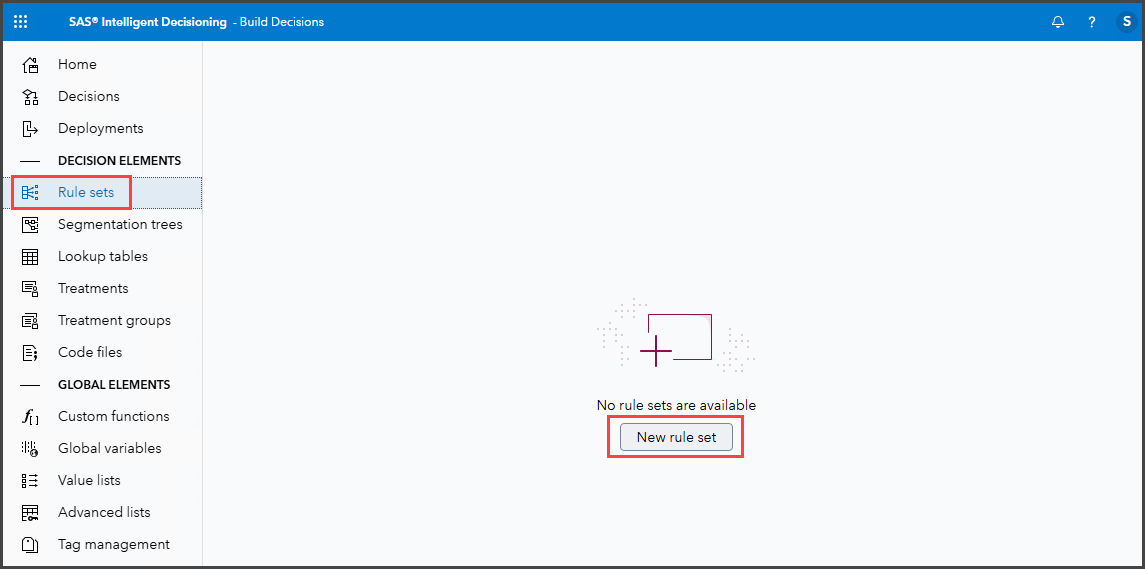 SAS® Intelligent Decisioning - Build Decisions ? S
Home
Decisions
Deployments
DECISION ELEMENTS
Rule sets
Segmentation trees
Lookup tables
Treatments
Treatment groups
Code files
GLOBAL ELEMENTS
Custom functions
Global variables
Value lists
Advanced lists
Tag management
No rule sets are available
New rule set